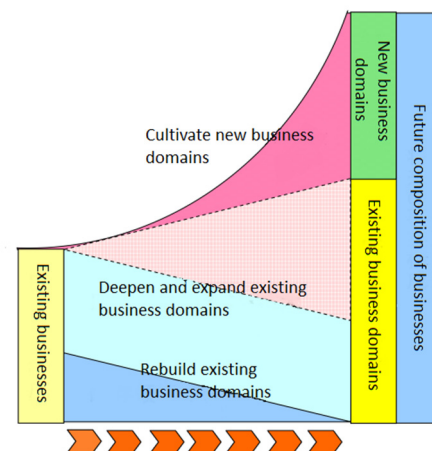 Cultivate new business
domains
Deepen and expand existing
business domains
Rebuild existing
business domains
Existing businesses
New business
domains
Existing business domains
Future composition of businesses